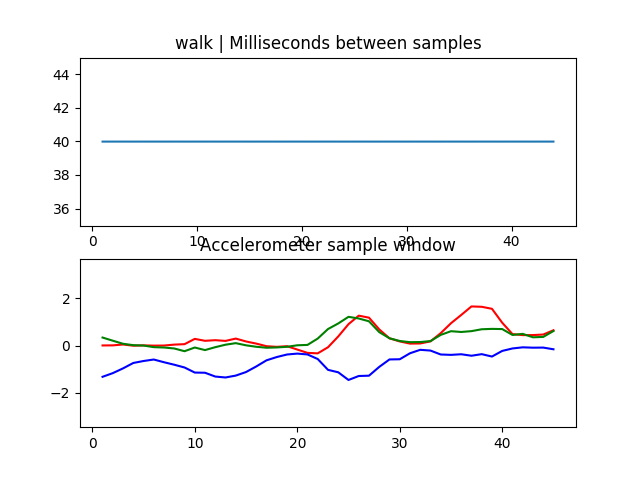 walk | Milliseconds between samples
44
42
40
38
36
0 10 20 30 40
Accelerometer sample window
2
0
−2
0 10 20 30 40